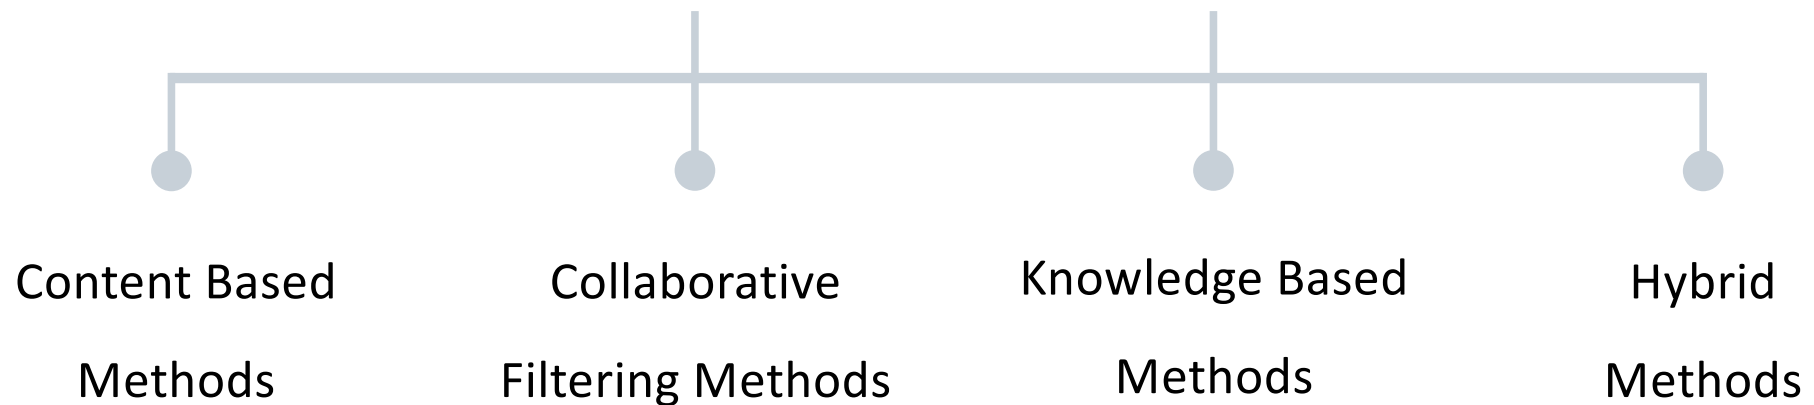 Content Based
Methods
Collaborative
Filtering Methods
Knowledge Based
Methods
Hybrid
Methods